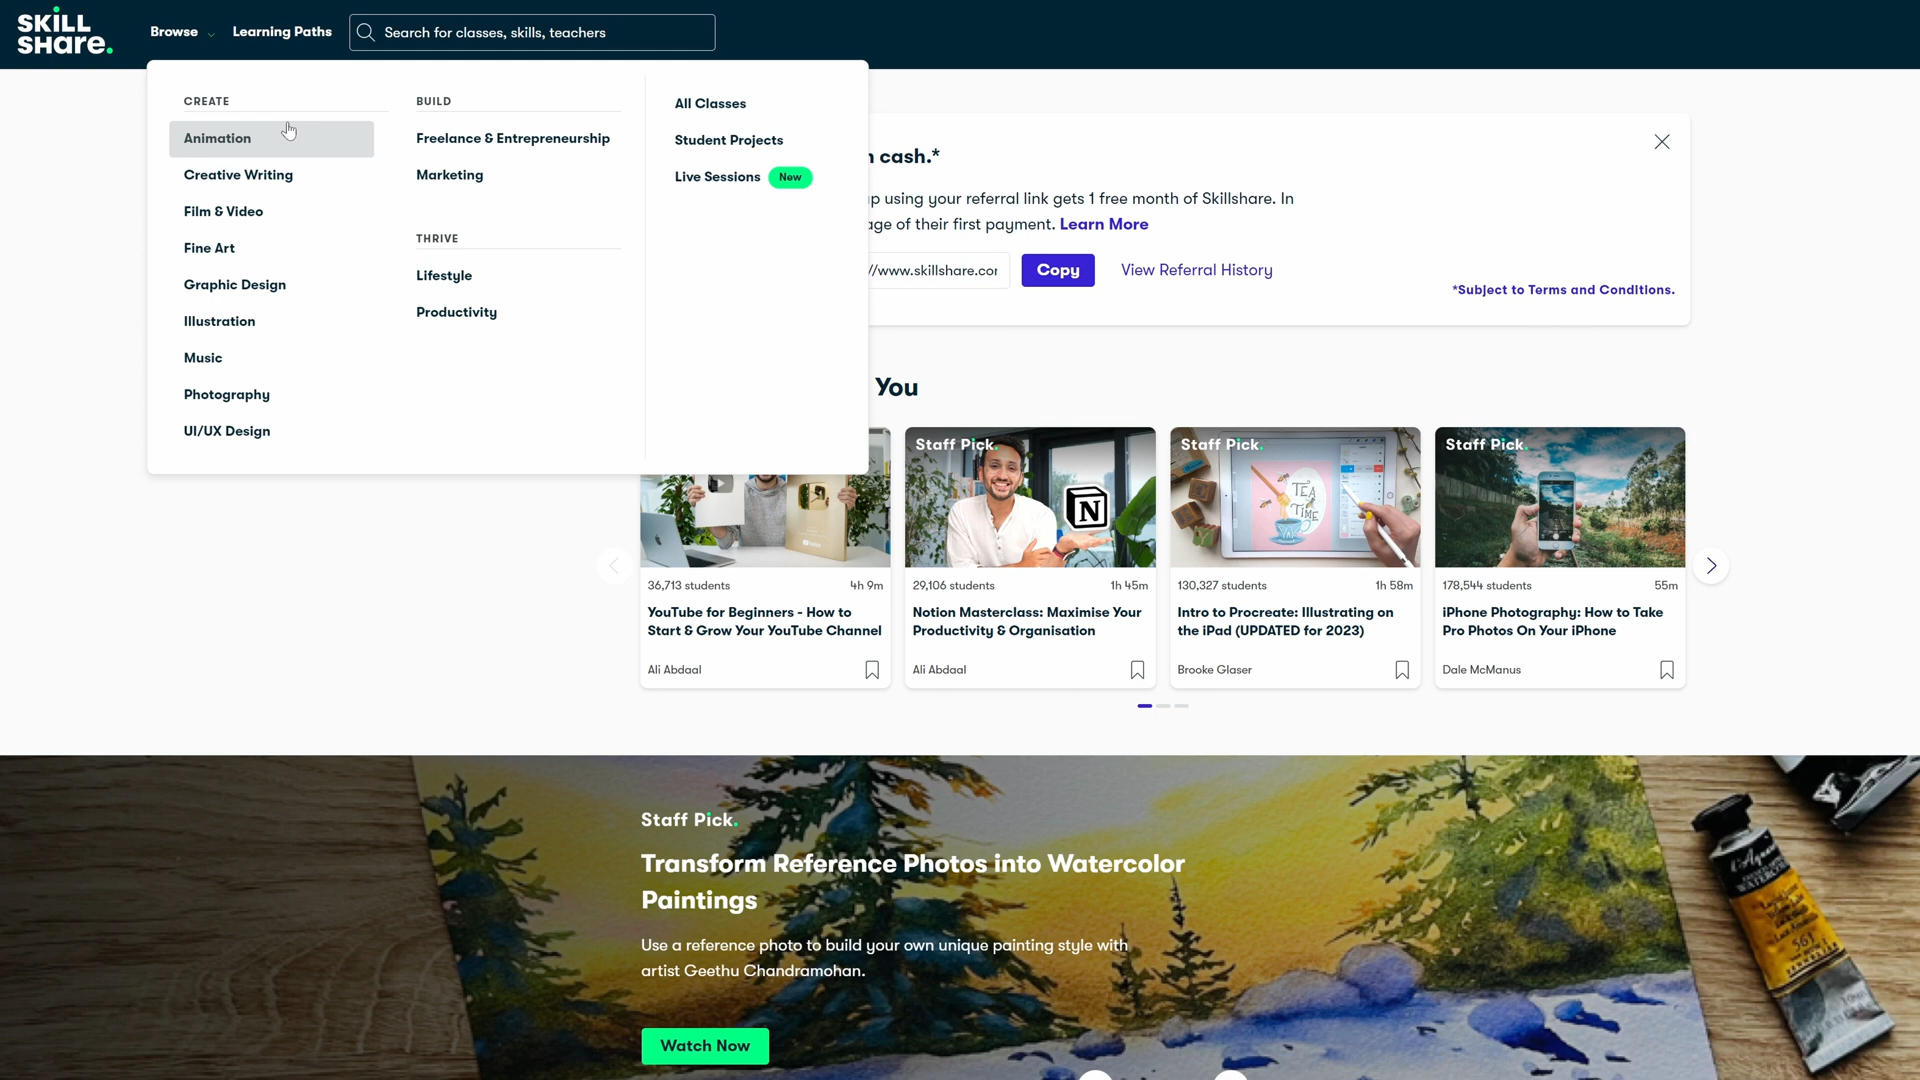 SKILL
SHare.
Browse
Learning Paths
Search for classes, skills, teachers
CREATE
Animation
Creative Writing
Film & Video
Fine Art
Graphic Design
Illustration
Music
Photography
UI/UX Design
BUILD
Freelance & Entrepreneurship
Marketing
THRIVE
Lifestyle
Productivity
All Classes
Student Projects
Live Sessions New
cash.*
using your referral link gets 1 free month of Skillshare. In
of their first payment. Learn More
//www.skillshare.co
Copy
View Referral History
*Subject to Terms and Conditions.
You
Staff Pick.
N
29,106 students 1h 45m
Notion Masterclass: Maximise Your
Productivity & Organisation
Ali Abdaal
36,713 students 4h 9m
YouTube for Beginners - How to
Start & Grow Your YouTube Channel
Ali Abdaal
Staff Pick.
TEA
TIME
130,327 students 1h 58m
Intro to Procreate: Illustrating on
the iPad (UPDATED for 2023)
Brooke Glaser
Staff Pick.
178,544 students 55m
iPhone Photography: How to Take
Pro Photos On Your iPhone
Dale McManus
Staff Pick.
Transform Reference Photos into Watercolor
Paintings
Use a reference photo to build your own unique painting style with
artist Geethu Chandramohan.
Watch Now
561